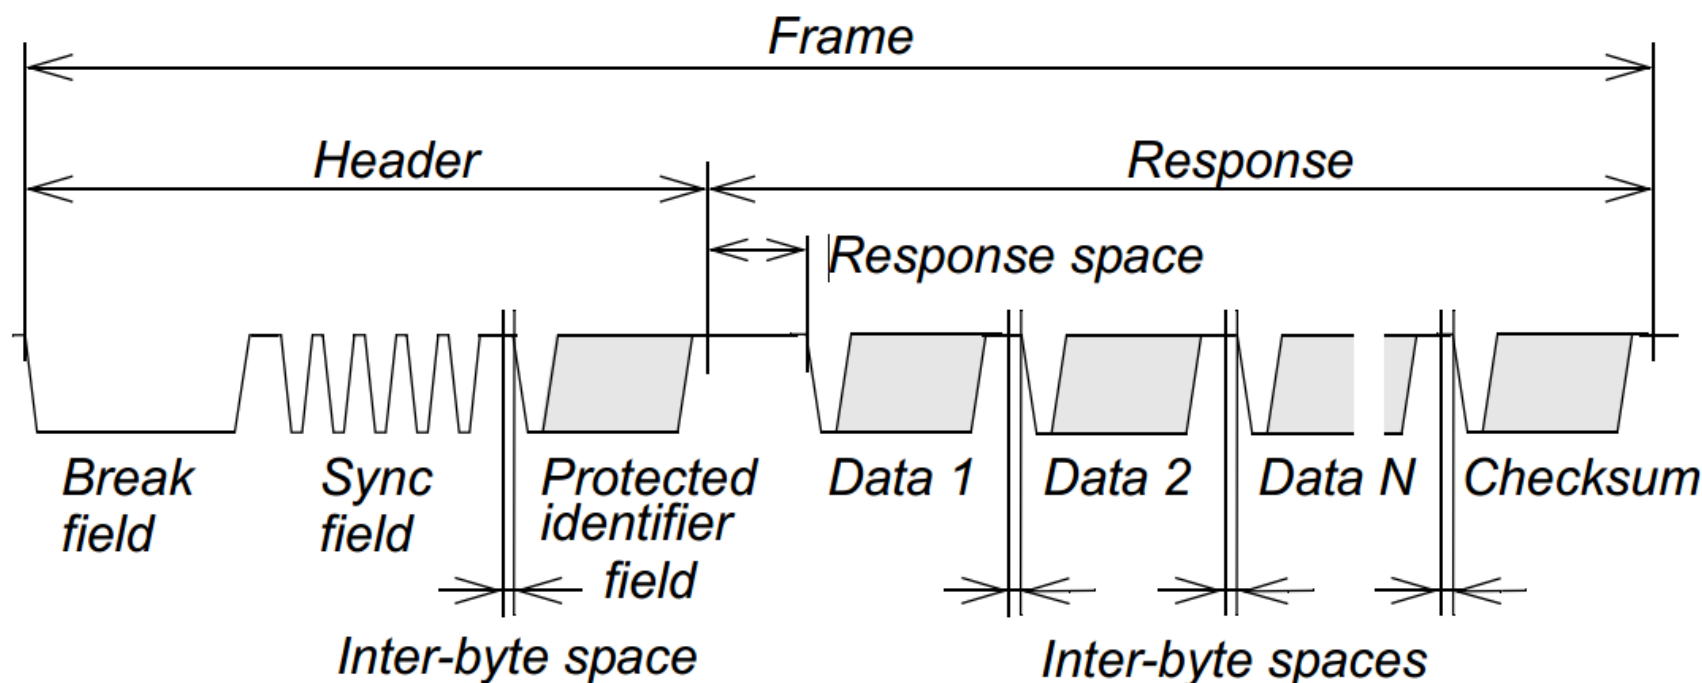 Frame
Header
Response
Response space
Break
field
Sync
field
Protected
identifier
field
Data 1
Data 2
Data N
Checksum
Inter-byte space
Inter-byte spaces